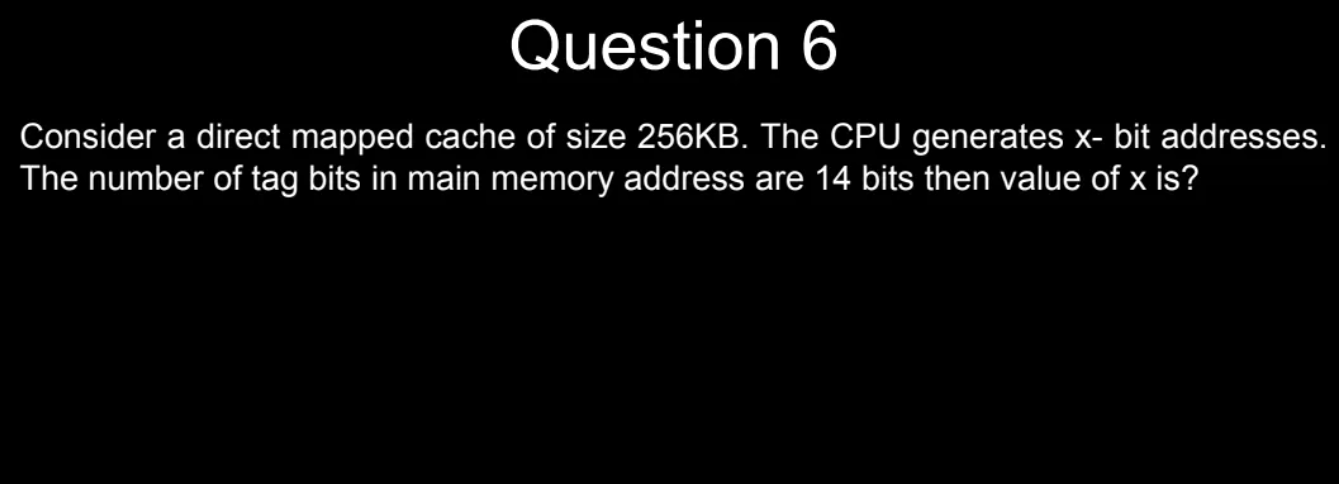 Question 6
Consider a direct mapped cache of size 256KB. The CPU generates x- bit addresses.
The number of tag bits in main memory address are 14 bits then value of x is?